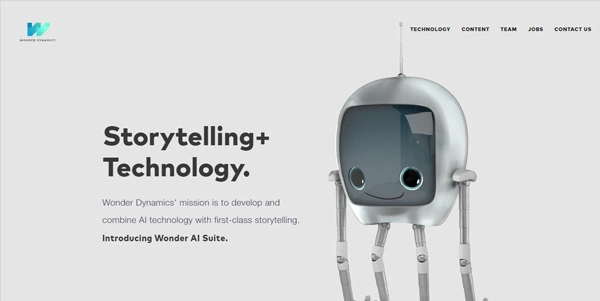 WONDER DYNAMICS
TECHNOLOGY CONTENT TEAM JOBS CONTACT US
Storytelling+
Technology.
Wonder Dynamics' mission is to develop and
combine AI technology with first-class storytelling.
Introducing Wonder AI Suite.